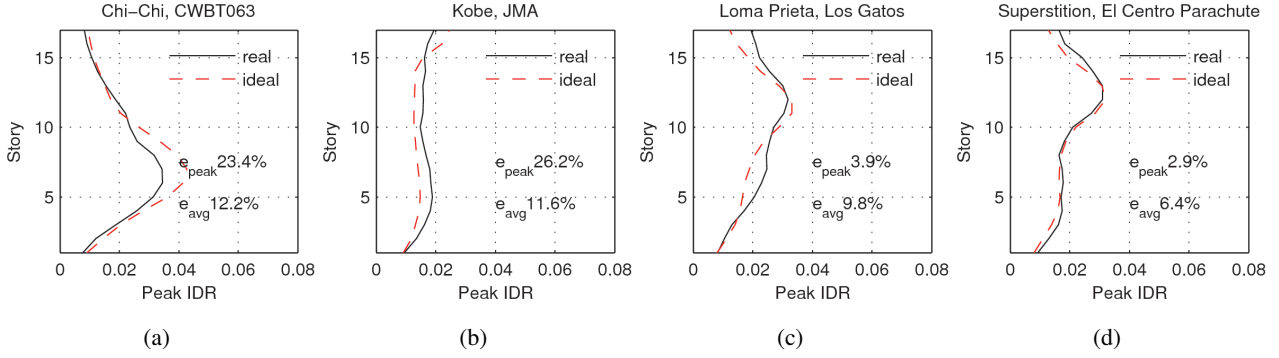 Chi–Chi, CWBT063
15
10
5
Story
real
ideal
e_peak 23.4%
e_avg 12.2%
0 0.02 0.04 0.06 0.08
Peak IDR
(a)
Kobe, JMA
15
10
5
Story
real
ideal
e_peak 26.2%
e_avg 11.6%
0 0.02 0.04 0.06 0.08
Peak IDR
(b)
Loma Prieta, Los Gatos
15
10
5
Story
real
ideal
e_peak 3.9%
e_avg 9.8%
0 0.02 0.04 0.06 0.08
Peak IDR
(c)
Superstition, El Centro Parachute
15
10
5
Story
real
ideal
e_peak 2.9%
e_avg 6.4%
0 0.02 0.04 0.06 0.08
Peak IDR
(d)